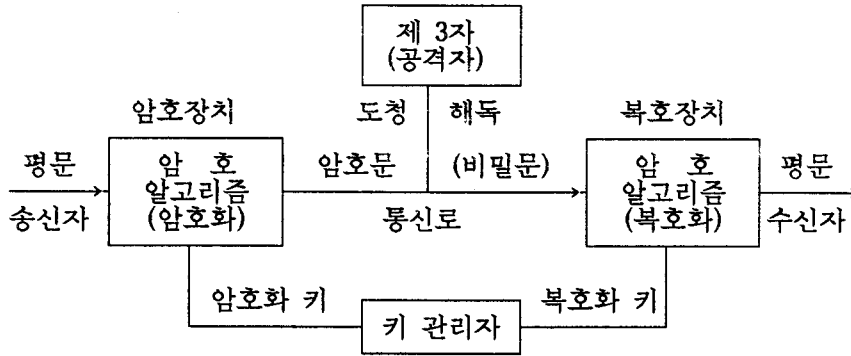 제 3자
(공격자)
암호장치
도청
해독
복호장치
평문
암 호
알고리즘
(암호화)
송신자
암호문
(비밀문)
통신로
암 호
알고리즘
(복호화)
평문
수신자
암호화 키
키 관리자
복호화 키